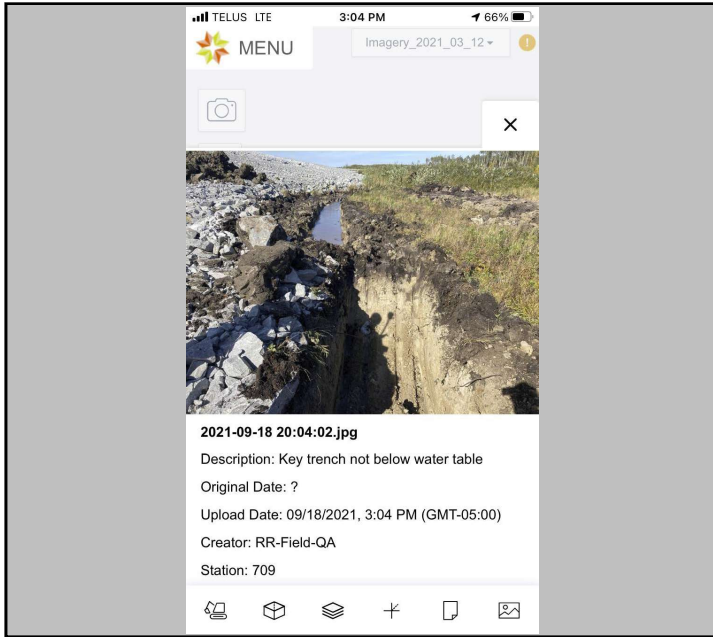 TELUS LTE 3:04 PM 66%
MENU Imagery_2021_03_12
2021-09-18 20:04:02.jpg
Description: Key trench not below water table
Original Date: ?
Upload Date: 09/18/2021, 3:04 PM (GMT-05:00)
Creator: RR-Field-QA
Station: 709